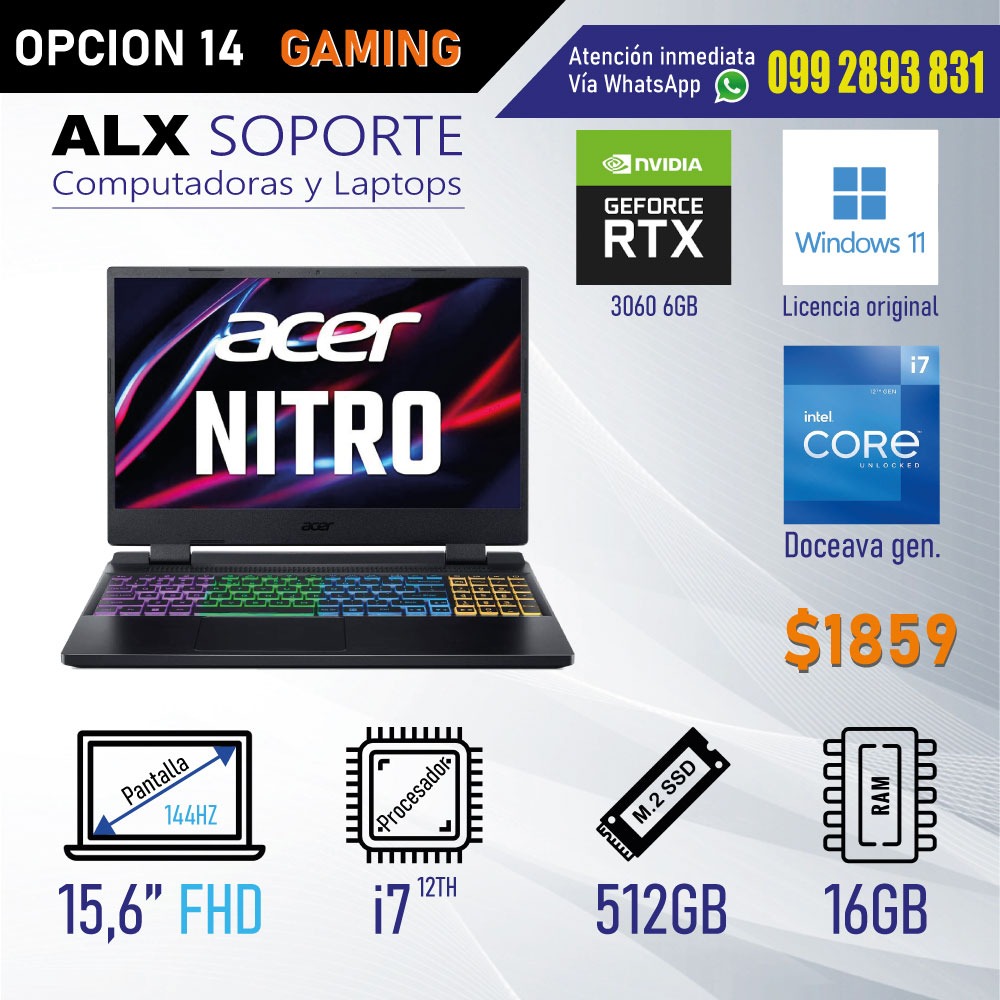 OPCION 14 GAMING
Atención inmediata
Vía WhatsApp
099 2893 831
ALX SOPORTE
Computadoras y Laptops
NVIDIA
GEFORCE
RTX
3060 6GB
Windows 11
Licencia original
acer
NITRO
acer
i7
12TH GEN
intel
CORE
UNLOCKED
Doceava gen.
$1859
Pantalla
144HZ
Procesador
M.2 SSD
RAM
15,6” FHD
i7 12TH
512GB
16GB